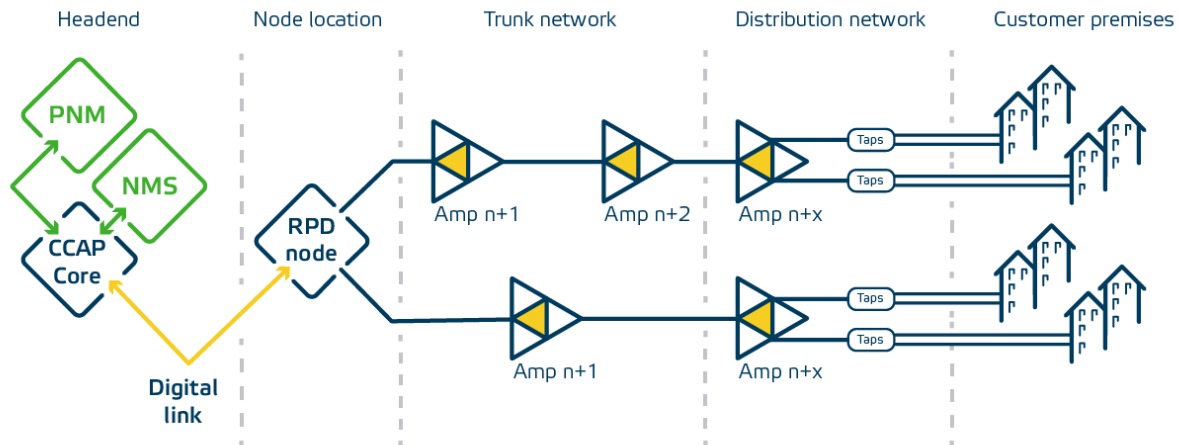 Headend
Node location
Trunk network
Distribution network
Customer premises
PNM
NMS
CCAP
Core
Digital
link
RPD
node
Amp n+1
Amp n+2
Amp n+x
Taps
Taps
Amp n+1
Amp n+x
Taps
Taps